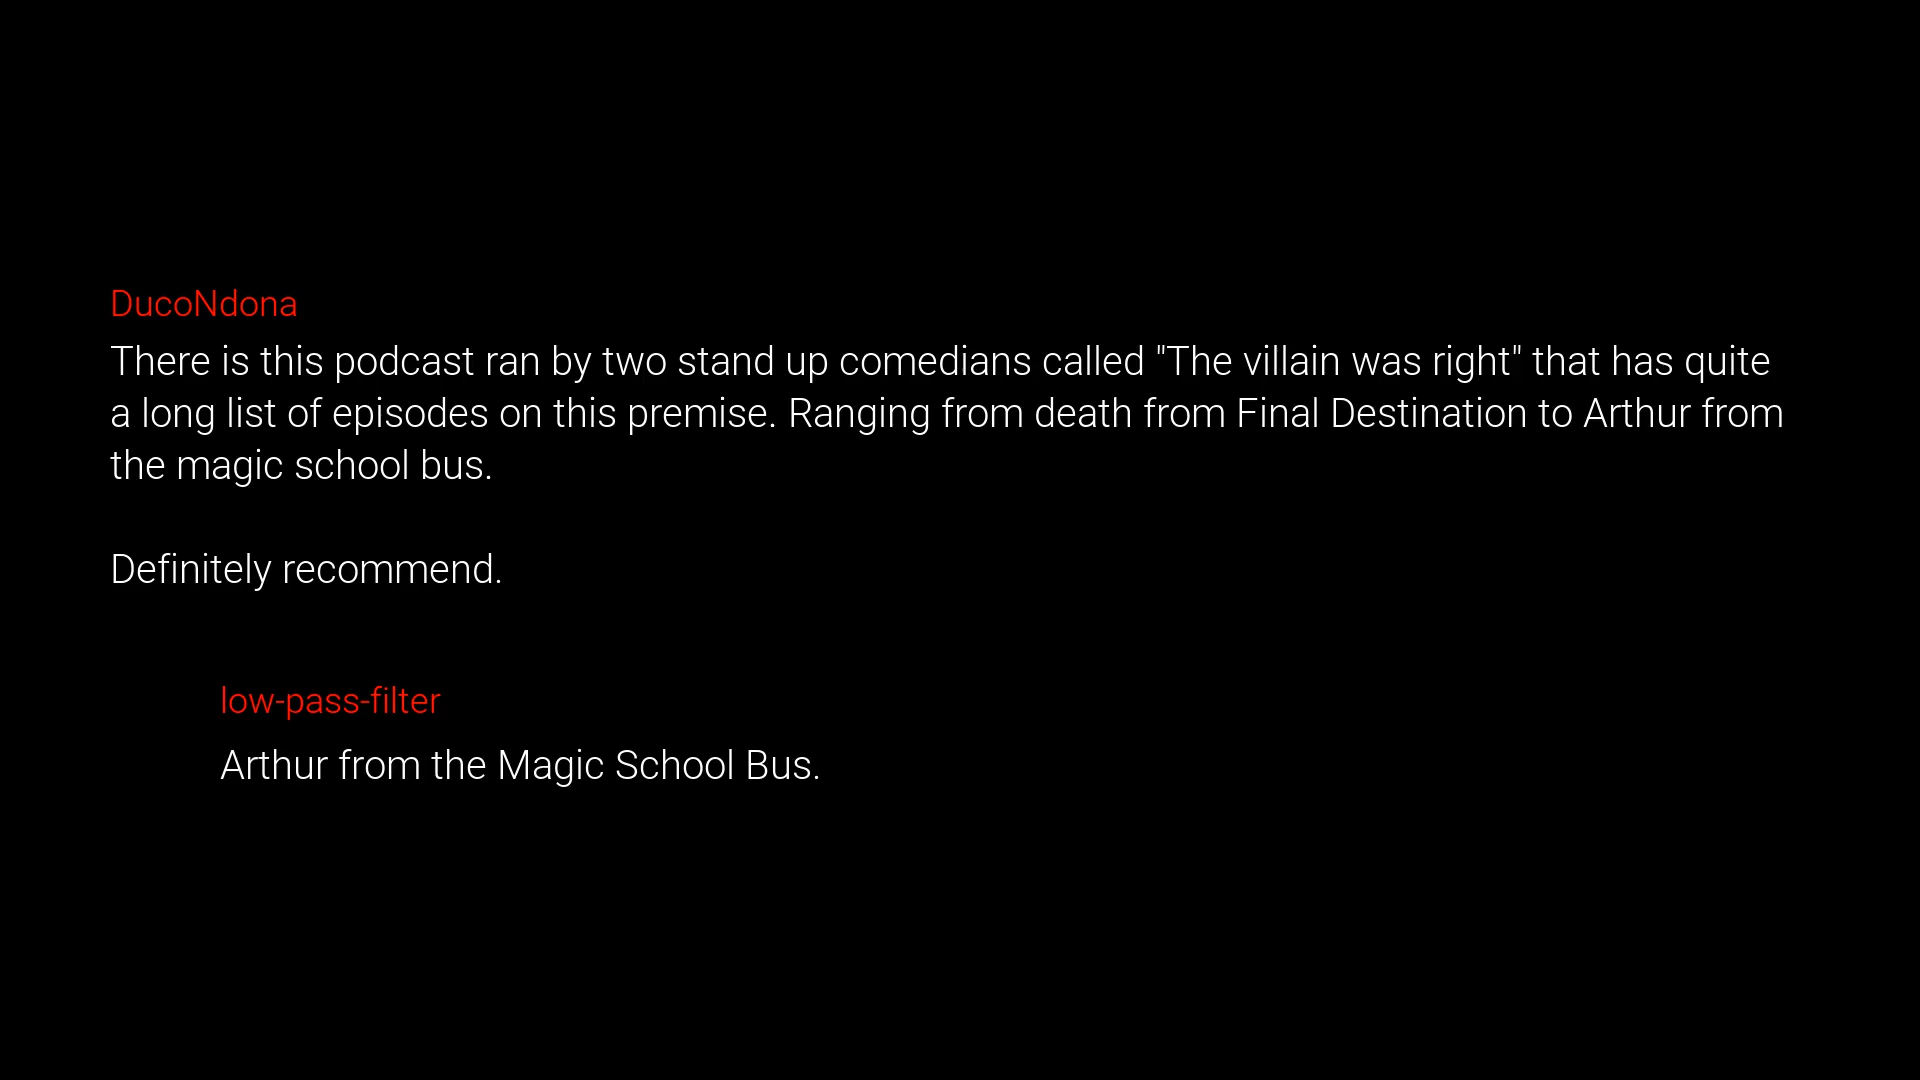 DucoNdona
There is this podcast ran by two stand up comedians called "The villain was right" that has quite
a long list of episodes on this premise. Ranging from death from Final Destination to Arthur from
the magic school bus.
Definitely recommend.
low-pass-filter
Arthur from the Magic School Bus.